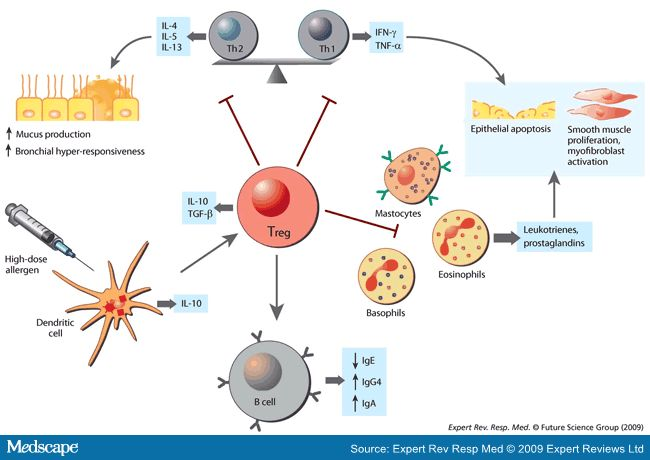 IL-4
IL-5
IL-13
Th2
Th1
IFN-γ
TNF-α
Mucus production
Bronchial hyper-responsiveness
Epithelial apoptosis
Smooth muscle
proliferation,
myofibroblast
activation
IL-10
TGF-β
Treg
Mastocytes
Basophils
Eosinophils
Leukotrienes,
prostaglandins
High-dose
allergen
Dendritic
cell
IL-10
B cell
↓ IgE
↑ IgG4
↑ IgA
Expert Rev. Resp. Med. © Future Science Group (2009)
Medscape
Source: Expert Rev Resp Med © 2009 Expert Reviews Ltd